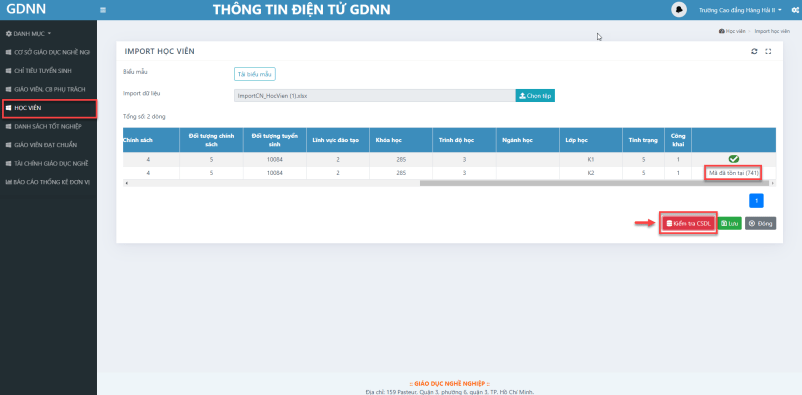 GDNN
THÔNG TIN ĐIỆN TỬ GDNN
Trường Cao đẳng Hàng Hải II
DANH MỤC
Học viên - Import học viên
CƠ SỞ GIÁO DỤC NGHỀ NGI
IMPORT HỌC VIÊN
CHỈ TIÊU TUYỂN SINH
Biểu mẫu
Tải biểu mẫu
GIÁO VIÊN, CB PHỤ TRÁCH
Import dữ liệu
ImportCN_HocVien (1).xlsx
Chọn tệp
HỌC VIÊN
Tổng số: 2 dòng
DANH SÁCH TỐT NGHIỆP
Chính sách
Đối tượng chính sách
Đối tượng tuyển sinh
Lĩnh vực đào tạo
Khóa học
Trình độ học
Ngành học
Lớp học
Tình trạng
Công khai
GIÁO VIÊN ĐẠT CHUẨN
4 5 10084 2 285 3 K1 5 1
TÀI CHÍNH GIÁO DỤC NGHỀ
4 5 10084 2 285 3 K2 5 1 Mã đã tồn tại (741)
BÁO CÁO THỐNG KÊ ĐƠN VỊ
1
Kiểm tra CSDL
Lưu
Đóng
:: GIÁO DỤC NGHỀ NGHIỆP ::
Địa chỉ: 159 Pasteur, Quận 3, phường 6, quận 3, TP. Hồ Chí Minh.